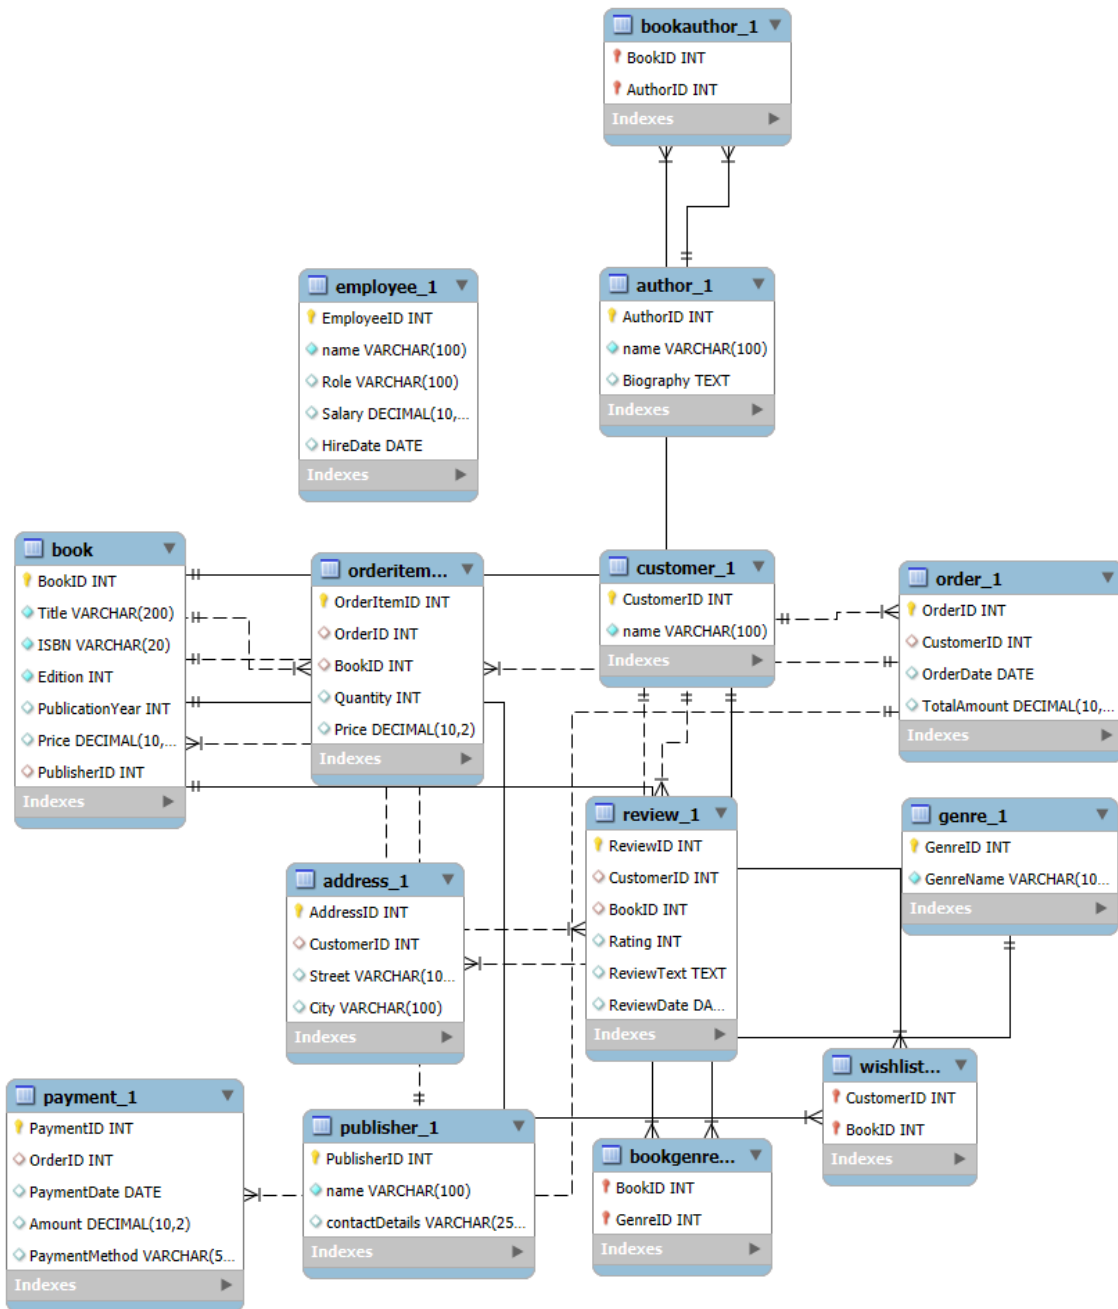 bookauthor_1
BookID INT
AuthorID INT
Indexes
employee_1
EmployeeID INT
name VARCHAR(100)
Role VARCHAR(100)
Salary DECIMAL(10,...
HireDate DATE
Indexes
author_1
AuthorID INT
name VARCHAR(100)
Biography TEXT
Indexes
book
BookID INT
Title VARCHAR(200)
ISBN VARCHAR(20)
Edition INT
PublicationYear INT
Price DECIMAL(10,...
PublisherID INT
Indexes
orderitem...
OrderItemID INT
OrderID INT
BookID INT
Quantity INT
Price DECIMAL(10,2)
Indexes
customer_1
CustomerID INT
name VARCHAR(100)
Indexes
order_1
OrderID INT
CustomerID INT
OrderDate DATE
TotalAmount DECIMAL(10,...
Indexes
review_1
ReviewID INT
CustomerID INT
BookID INT
Rating INT
ReviewText TEXT
ReviewDate DA...
Indexes
genre_1
GenreID INT
GenreName VARCHAR(10...
Indexes
address_1
AddressID INT
CustomerID INT
Street VARCHAR(10...
City VARCHAR(100)
Indexes
wishlist...
CustomerID INT
BookID INT
Indexes
payment_1
PaymentID INT
OrderID INT
PaymentDate DATE
Amount DECIMAL(10,2)
PaymentMethod VARCHAR(5...
Indexes
publisher_1
PublisherID INT
name VARCHAR(100)
contactDetails VARCHAR(25...
Indexes
bookgenre...
BookID INT
GenreID INT
Indexes